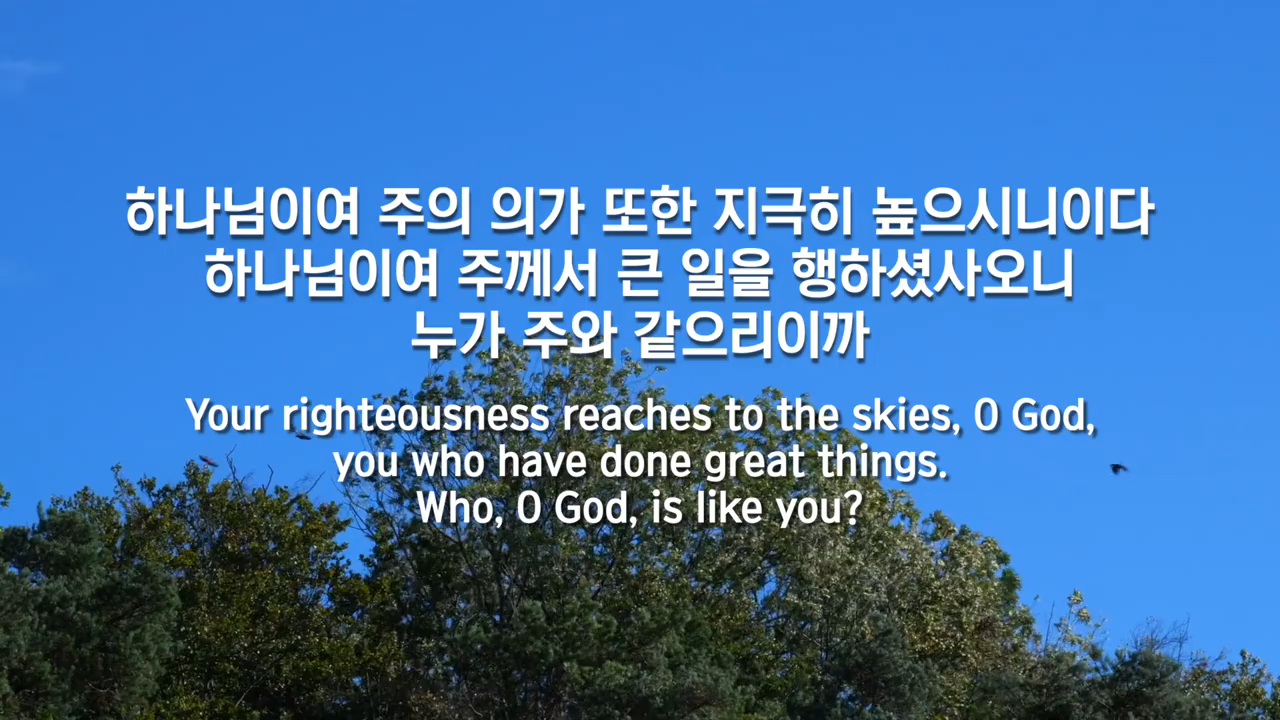 하나님이여 주의 의가 또한 지극히 높으시니이다
하나님이여 주께서 큰 일을 행하셨사오니
누가 주와 같으리이까
Your righteousness reaches to the skies, O God,
you who have done great things.
Who, O God, is like you?